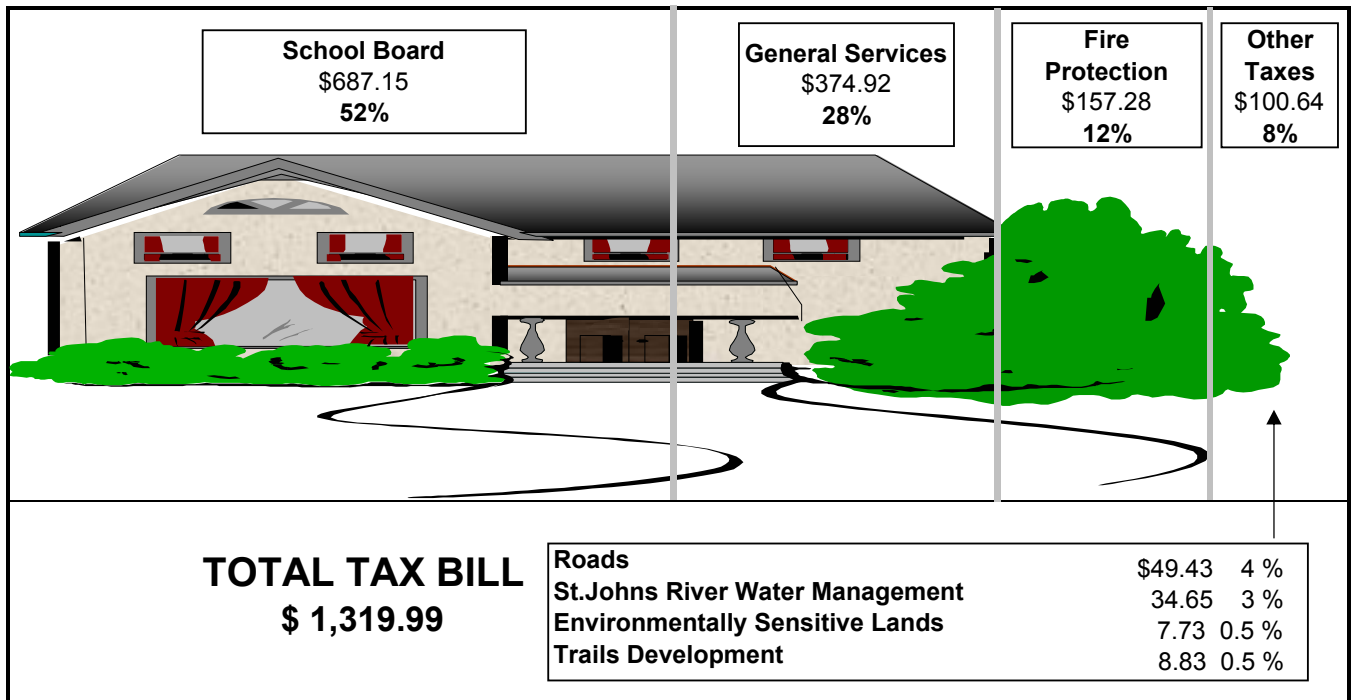 School Board
$687.15
52%
General Services
$374.92
28%
Fire
Protection
$157.28
12%
Other
Taxes
$100.64
8%
TOTAL TAX BILL
$ 1,319.99
Roads $49.43 4 %
St.Johns River Water Management 34.65 3 %
Environmentally Sensitive Lands 7.73 0.5 %
Trails Development 8.83 0.5 %